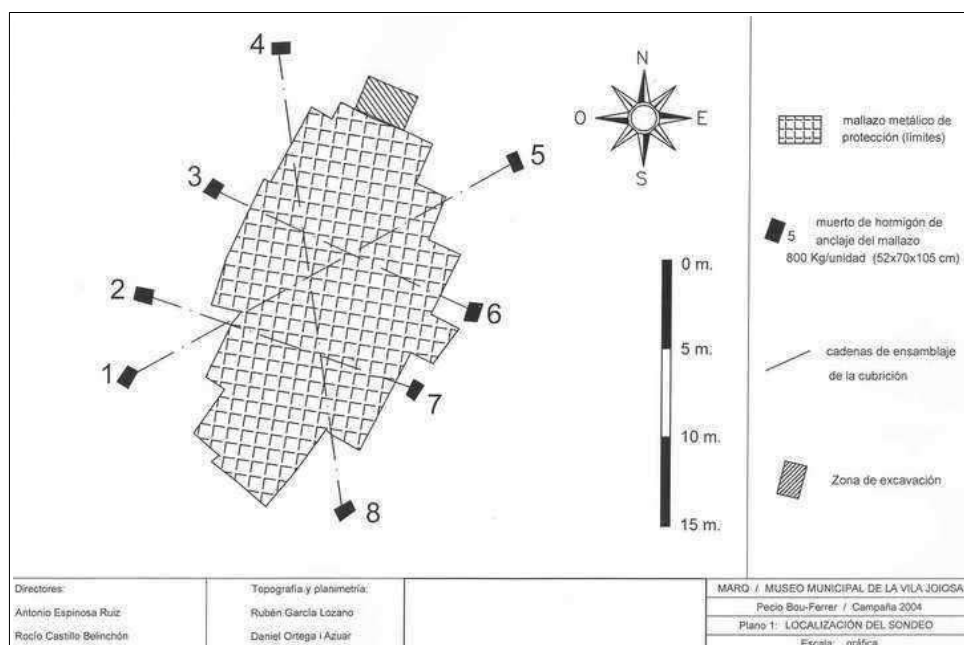 4
3
2
1
5
6
7
8
N
O
E
S
0 m.
5 m.
10 m.
15 m.
mallazo metálico de
protección (límites)
5
muerto de hormigón de
anclaje del mallazo
800 Kg/unidad (52x70x105 cm)
cadenas de ensamblaje
de la cubrición
Zona de excavación
Directores:
Antonio Espinosa Ruiz
Rocío Castillo Belinchón
Topografía y planimetría:
Rubén García Lozano
Daniel Ortega i Azuar
MARQ / MUSEO MUNICIPAL DE LA VILA JOIOSA
Pecio Bou-Ferrer / Campaña 2004
Plano 1: LOCALIZACIÓN DEL SONDEO
Escala: gráfica